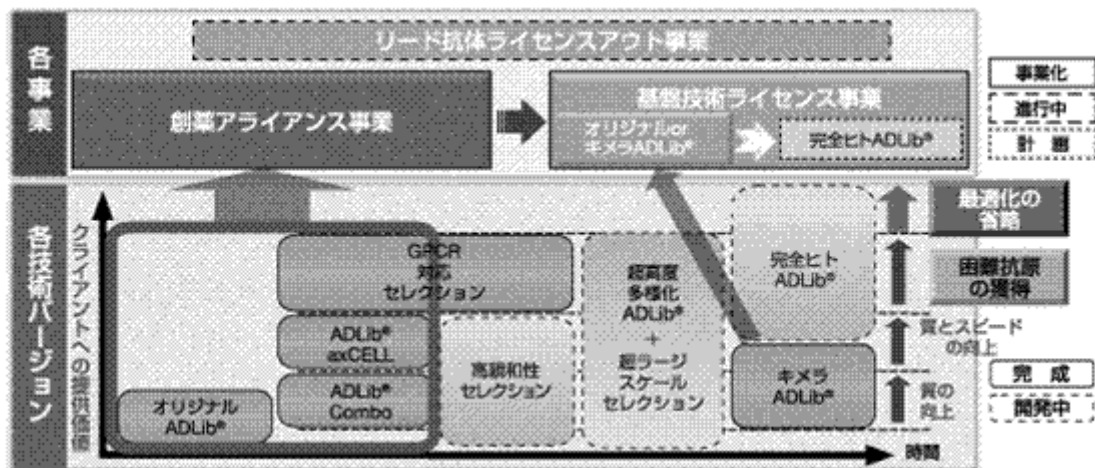 各事業
リード抗体ライセンスアウト事業
創薬アライアンス事業
基盤技術ライセンス事業
オリジナルor
キメラADLib®
完全ヒトADLib®
事業化
進行中
計画
各技術バージョン
クライアントへの提供価値
GPCR
対応
セレクション
ADLib®
axCELL
ADLib®
Combo
オリジナル
ADLib®
高親和性
セレクション
超高度
多様化
ADLib®
+
超ラージ
スケール
セレクション
完全ヒト
ADLib®
キメラ
ADLib®
最適化の
省略
困難抗原
の獲得
質とスピード
の向上
質の
向上
完成
開発中
時間